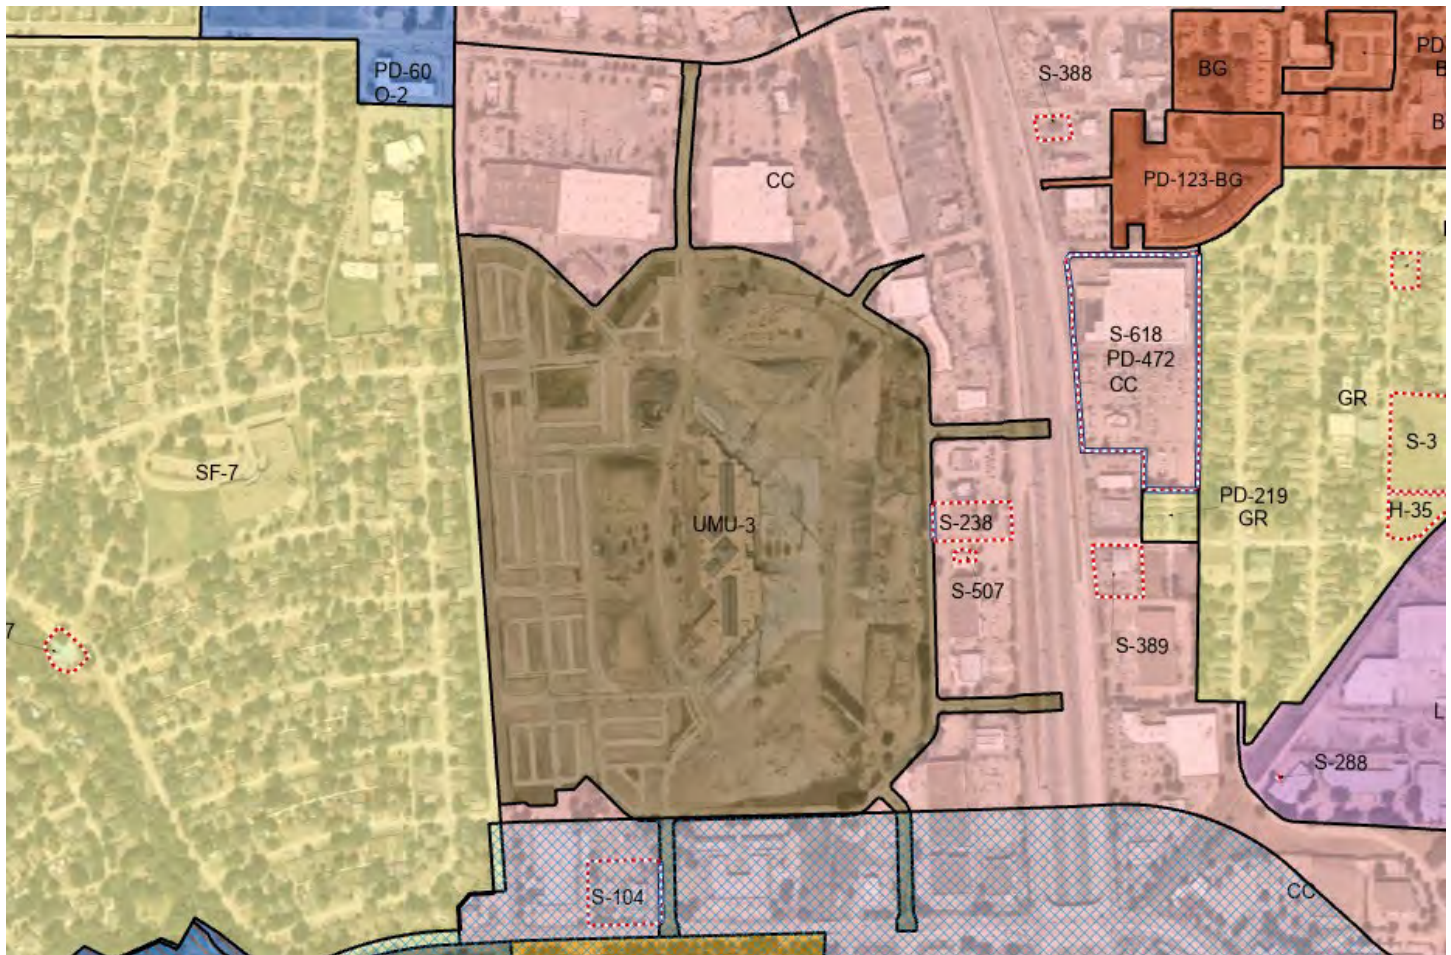 PD-60
O-2
S-388
BG
PD
B
B
CC
PD-123-BG
S-618
PD-472
CC
GR
S-3
SF-7
PD-219
GR
H-35
UMU-3
S-238
S-507
7
S-389
L
S-288
S-104
CC